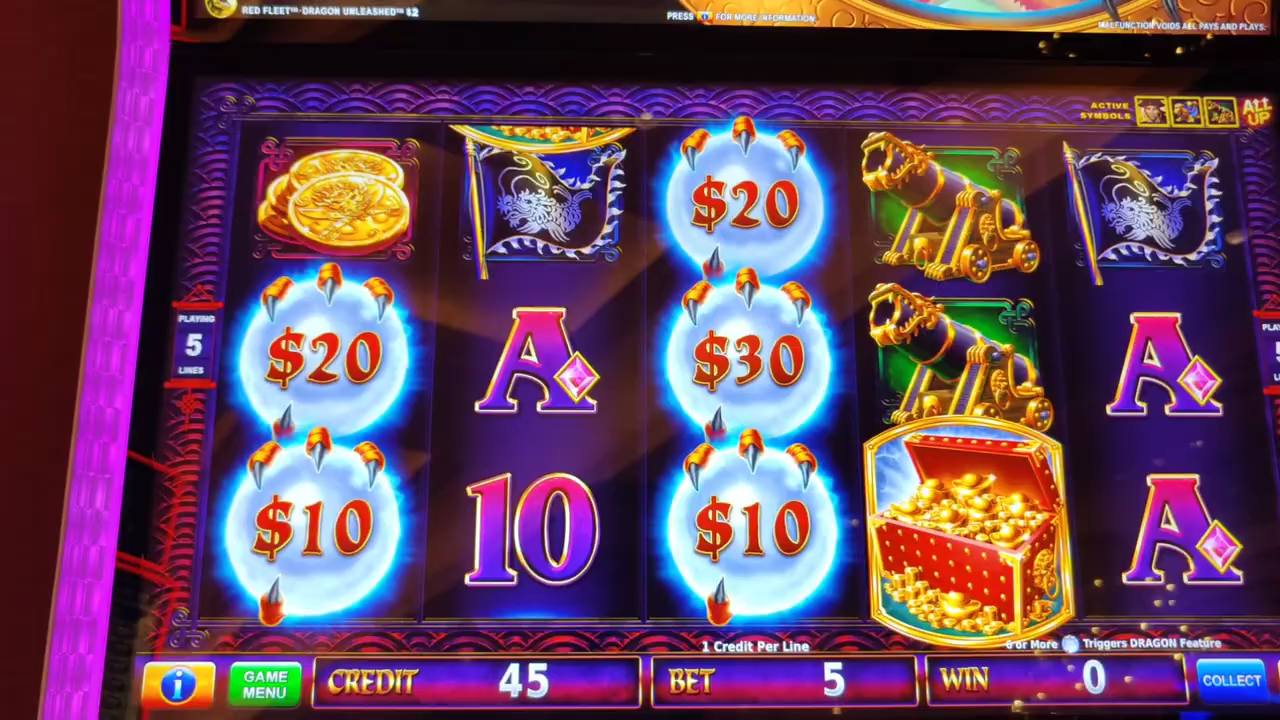 RED FLEET™ - DRAGON UNLEASHED™ $2
PRESS i FOR MORE INFORMATION
MALFUNCTION VOIDS ALL PAYS AND PLAYS.
ACTIVE SYMBOLS
ALL UP
$20
PLAYING
5
LINES
$20
A
$30
A
$10
10
$10
A
1 Credit Per Line
6 or More Triggers DRAGON Feature
i
GAME MENU
CREDIT 45
BET 5
WIN 0
COLLECT